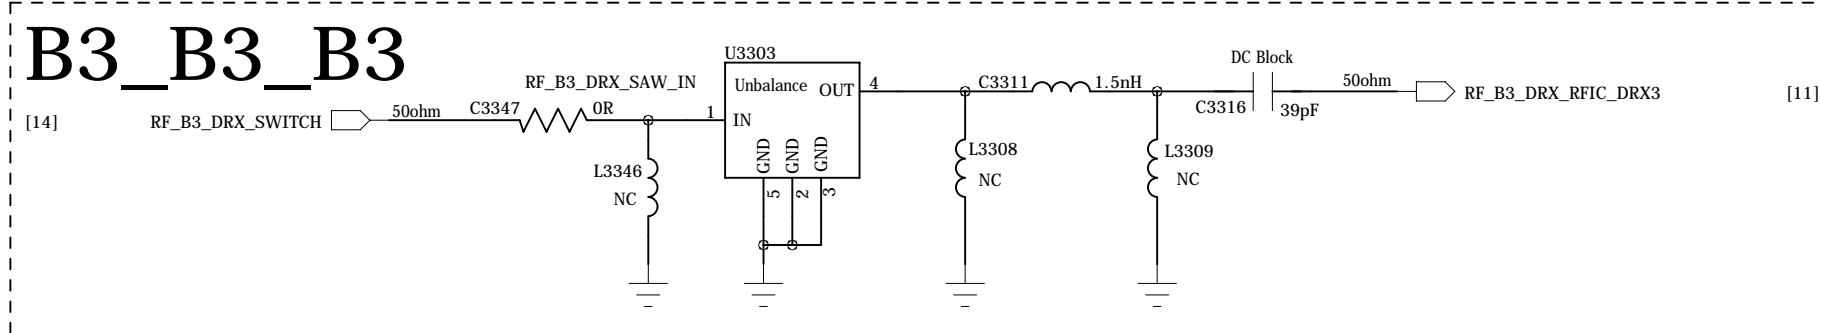 B3_B3_B3
[14]
RF_B3_DRX_SWITCH
50ohm
C3347
0R
RF_B3_DRX_SAW_IN
L3346
NC
U3303
Unbalance
OUT
4
1
IN
GND
GND
GND
5
2
3
C3311
1.5nH
L3308
NC
L3309
NC
DC Block
C3316
39pF
50ohm
RF_B3_DRX_RFIC_DRX3
[11]